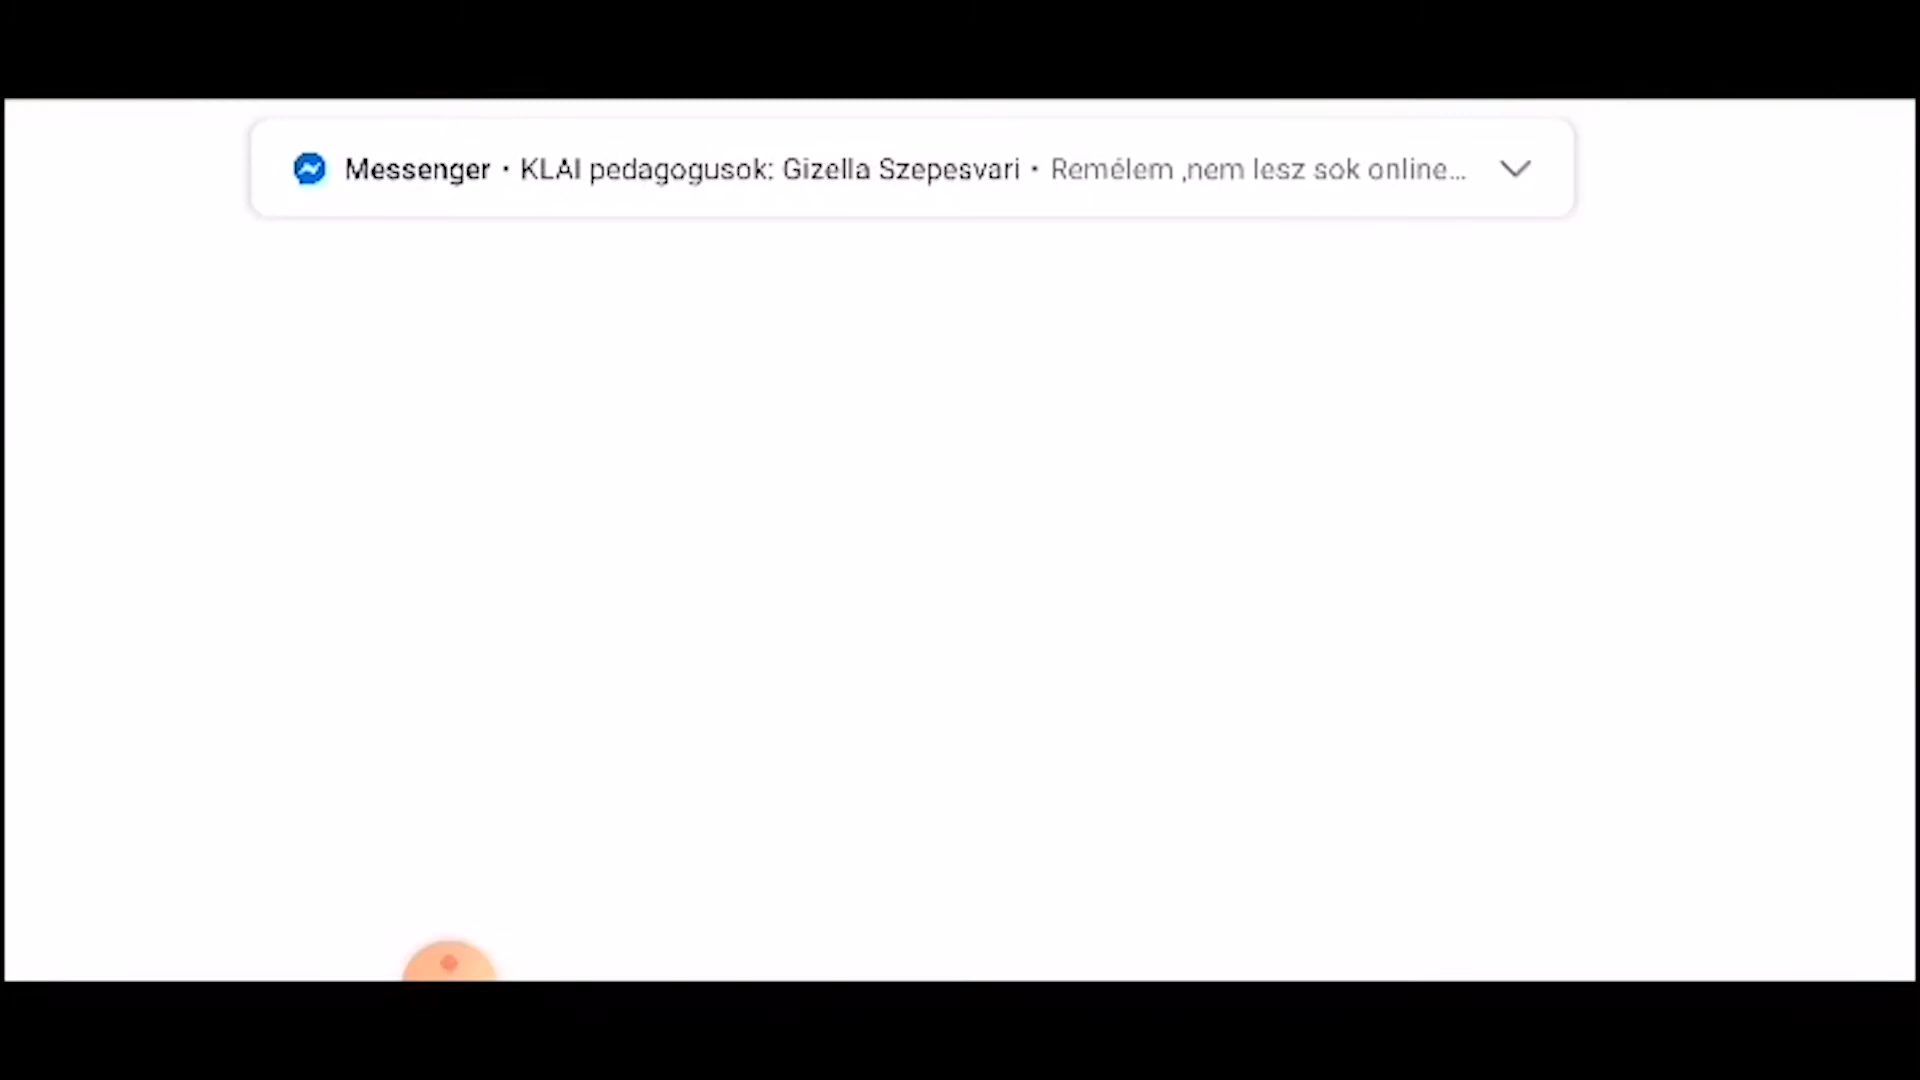 Messenger • KLAI pedagogusok: Gizella Szepesvari • Remélem ,nem lesz sok online...